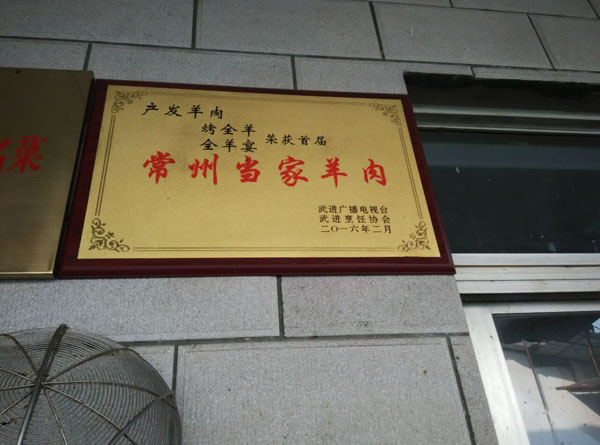 名菜
产发羊肉
烤全羊
全羊宴 荣获首届
常州当家羊肉
武进广播电视台
武进烹饪协会
二〇一六年二月